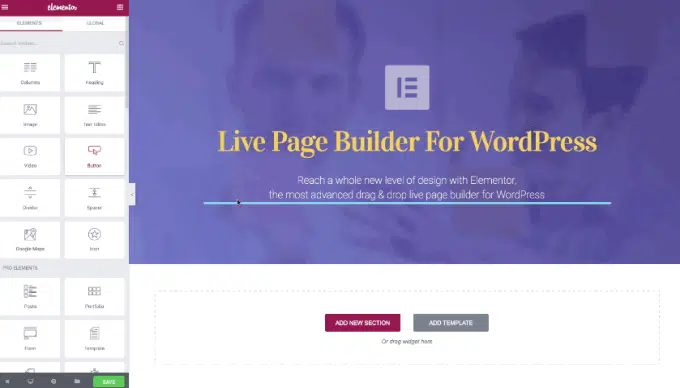 elementor
ELEMENTS
GLOBAL
Search Widget...
Columns
Heading
Image
Text Editor
Video
Button
Divider
Spacer
Google Maps
Icon
PRO ELEMENTS
Posts
Portfolio
Form
Template
SAVE
Live Page Builder For WordPress
Reach a whole new level of design with Elementor,
the most advanced drag & drop live page builder for WordPress
ADD NEW SECTION
ADD TEMPLATE
Or drag widget here